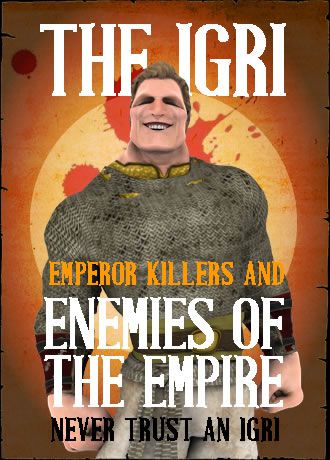 THE IGRI
EMPEROR KILLERS AND
ENEMIES OF
THE EMPIRE
NEVER TRUST AN IGRI